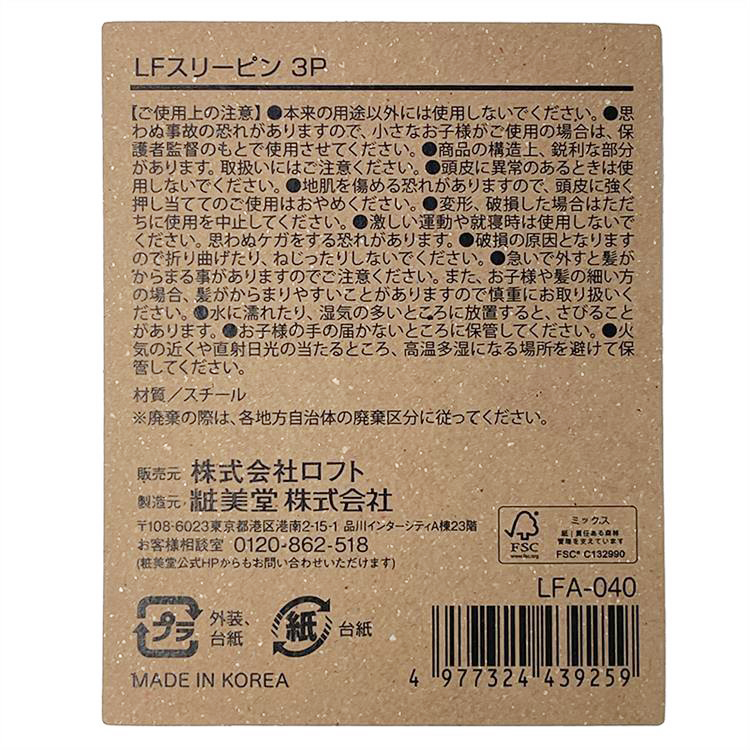 LFスリーピン 3P
【ご使用上の注意】●本来の用途以外には使用しないでください。●思
わぬ事故の恐れがありますので、小さなお子様がご使用の場合は、保
護者監督のもとで使用させてください。●商品の構造上、鋭利な部分
があります。取扱いにはご注意ください。●頭皮に異常のあるときは使
用しないでください。●地肌を傷める恐れがありますので、頭皮に強く
押し当ててのご使用はおやめください。●変形、破損した場合はただ
ちに使用を中止してください。●激しい運動や就寝時は使用しないで
ください。思わぬケガをする恐れがあります。●破損の原因となります
ので折り曲げたり、ねじったりしないでください。●急いで外すと髪が
からまる事がありますのでご注意ください。また、お子様や髪の細い方
の場合、髪がからまりやすいことがありますので慎重にお取り扱いく
ださい。●水に濡れたり、湿気の多いところに放置すると、さびること
があります。●お子様の手の届かないところに保管してください。●火
気の近くや直射日光の当たるところ、高温多湿になる場所を避けて保
管してください。
材質／スチール
※廃棄の際は、各地方自治体の廃棄区分に従ってください。
販売元 株式会社ロフト
製造元 粧美堂 株式会社
〒108-6023東京都港区港南2-15-1 品川インターシティA棟23階
お客様相談室 0120-862-518
(粧美堂公式HPからもお問い合わせいただけます)
FSC
www.fsc.org
ミックス
紙|責任ある森林
管理を支えています
FSC® C132990
LFA-040
プラ 外装、
台紙
紙 台紙
MADE IN KOREA
4 977324 439259